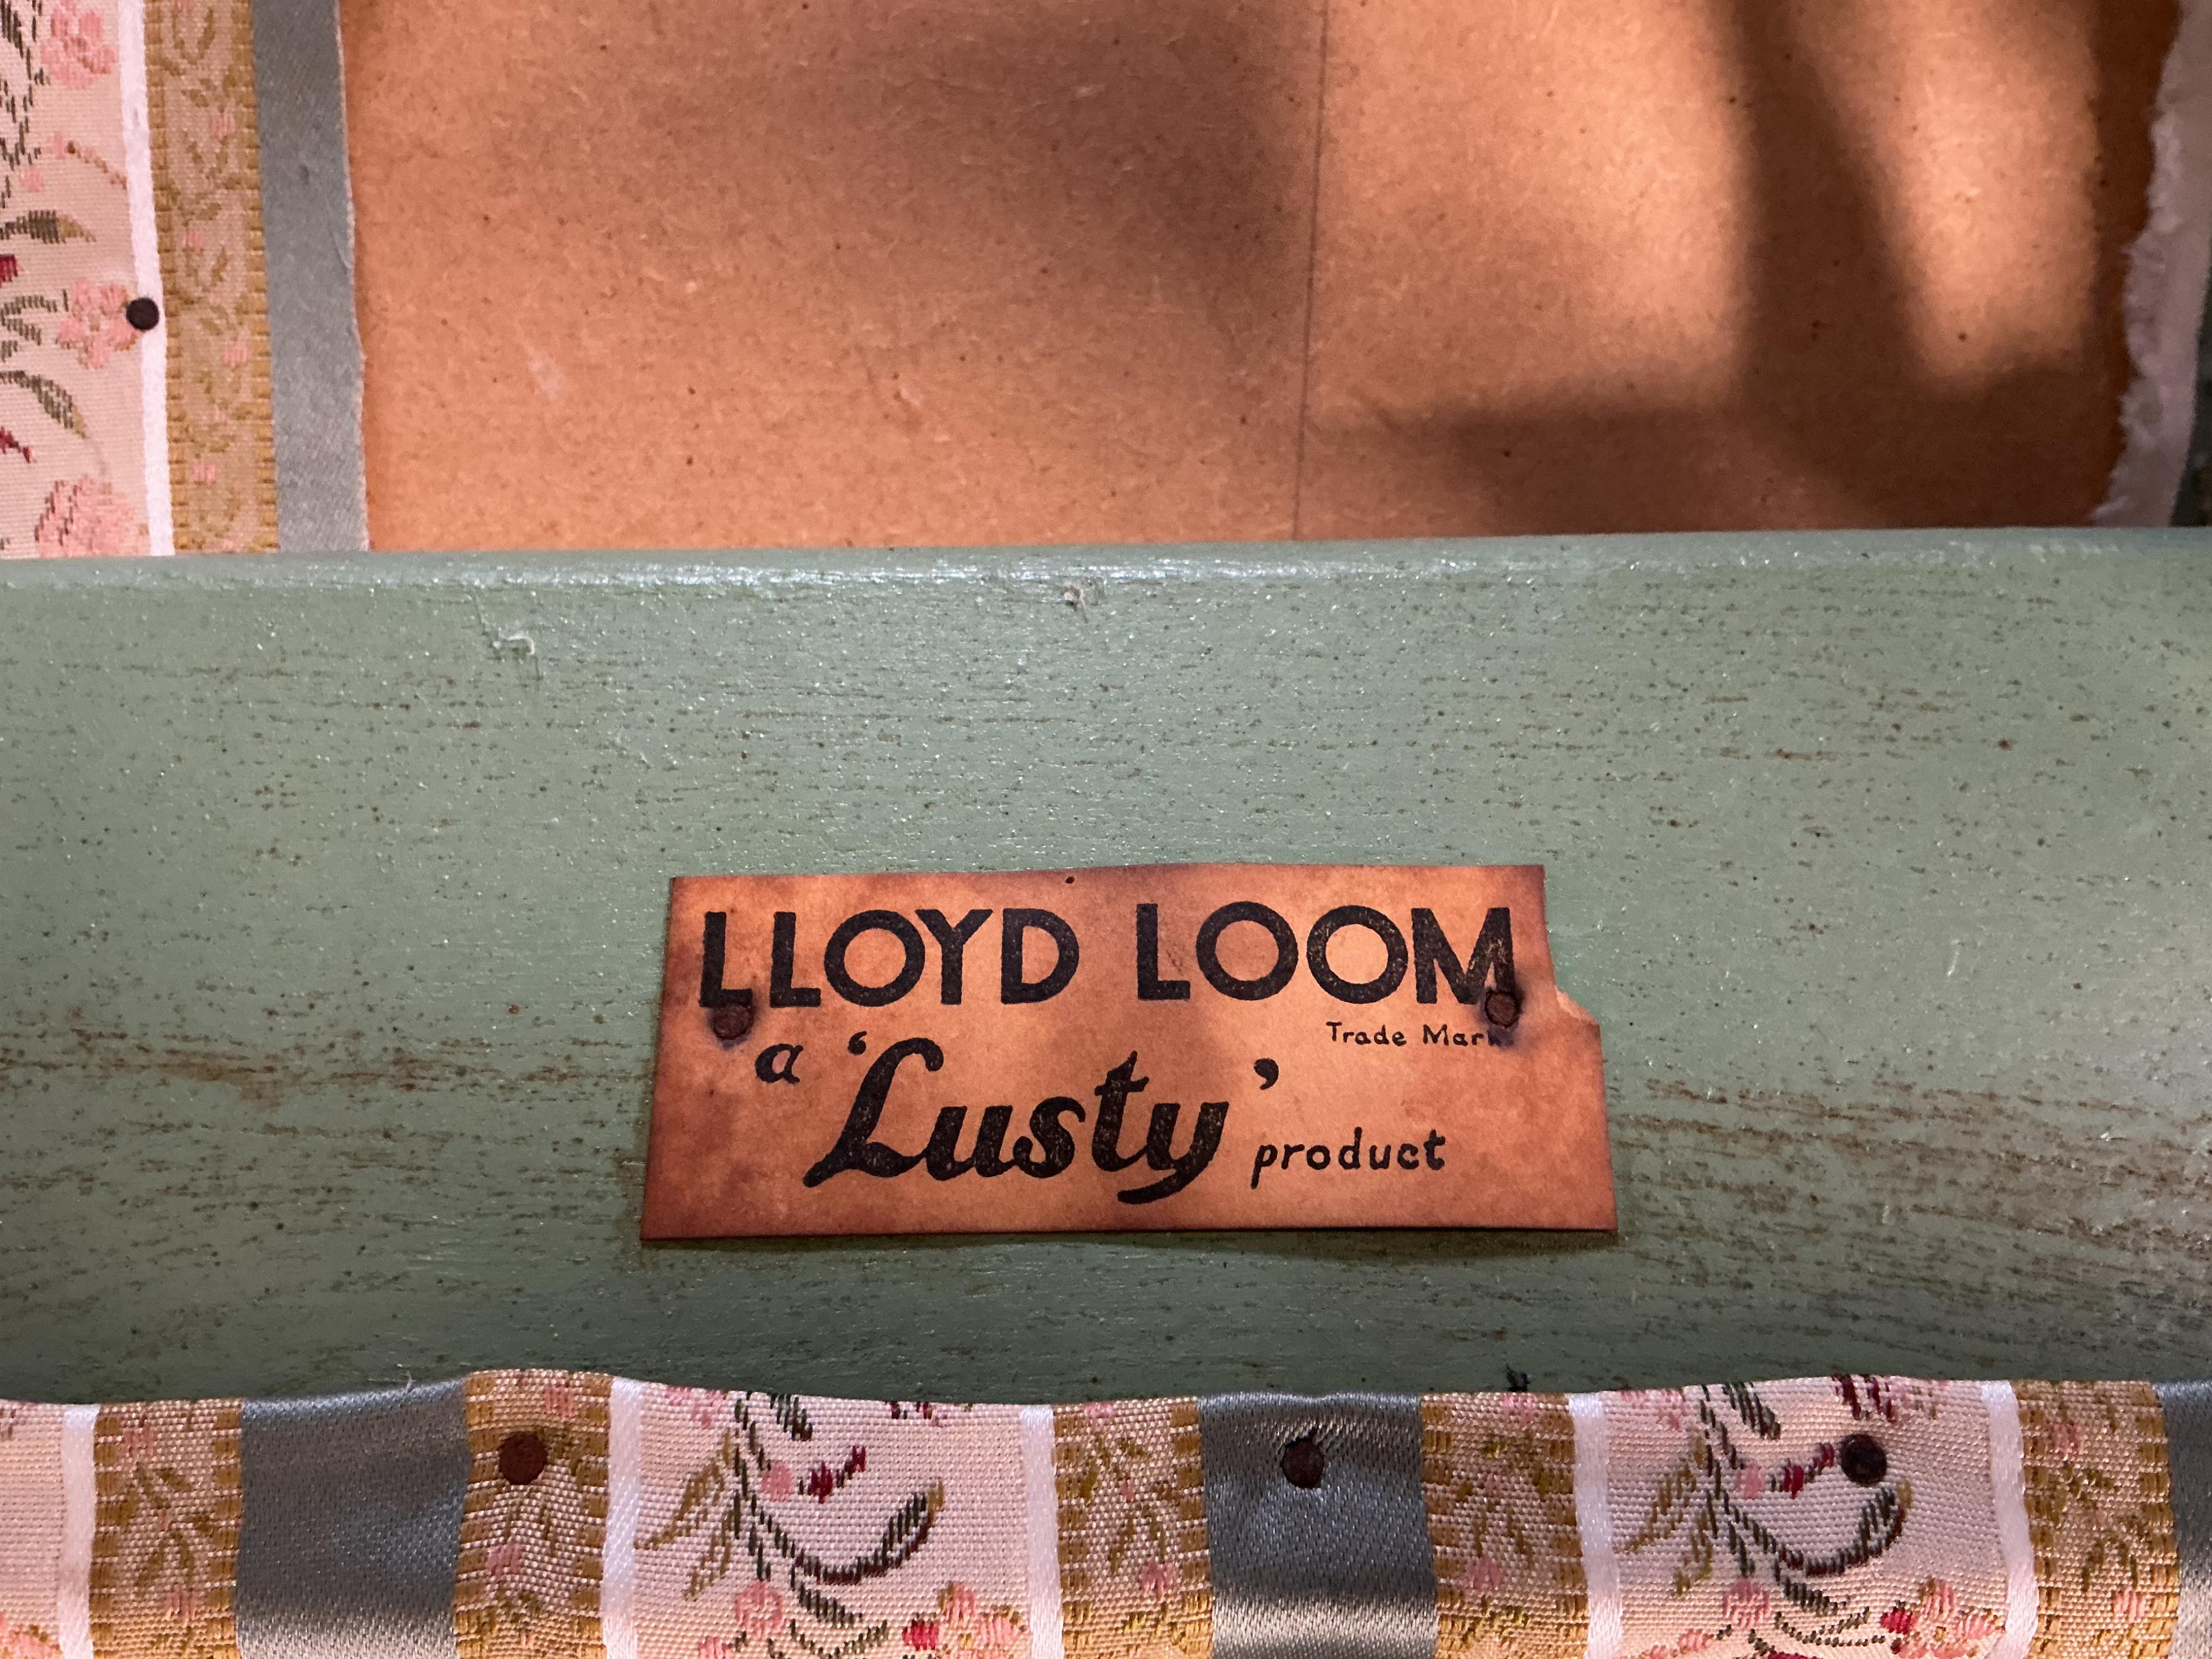 LLOYD LOOM
Trade Mark
a 'Lusty' product